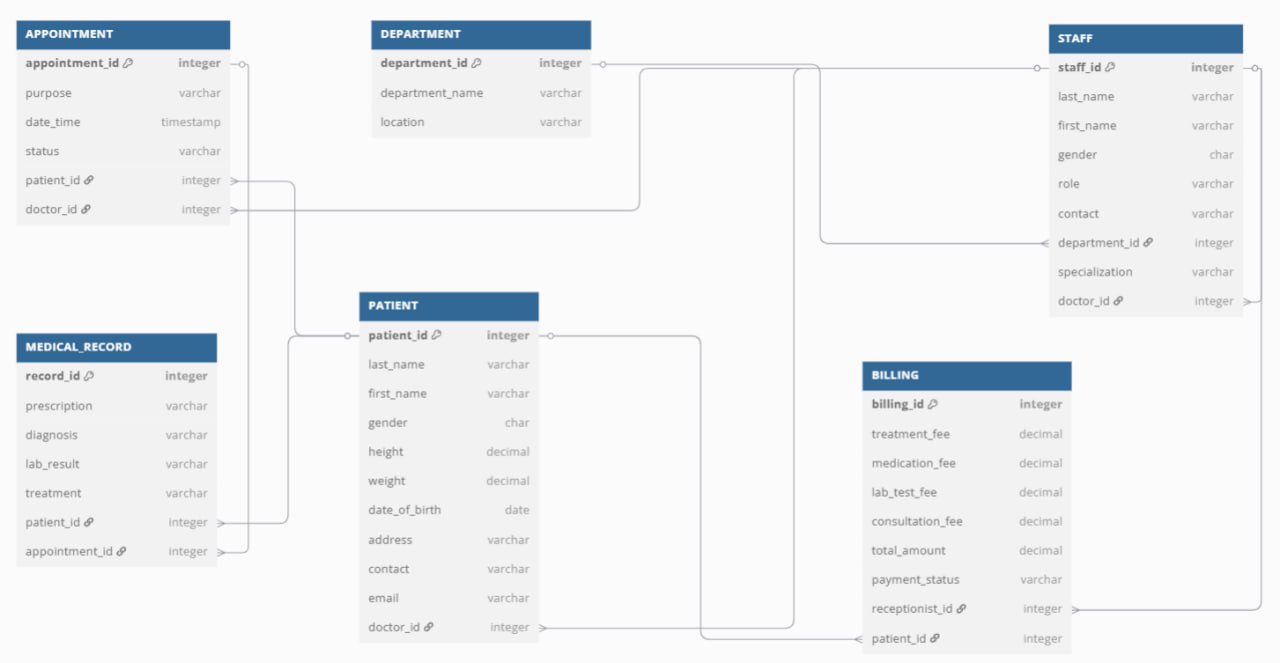 APPOINTMENT
appointment_id integer
purpose varchar
date_time timestamp
status varchar
patient_id integer
doctor_id integer
DEPARTMENT
department_id integer
department_name varchar
location varchar
STAFF
staff_id integer
last_name varchar
first_name varchar
gender char
role varchar
contact varchar
department_id integer
specialization varchar
doctor_id integer
MEDICAL_RECORD
record_id integer
prescription varchar
diagnosis varchar
lab_result varchar
treatment varchar
patient_id integer
appointment_id integer
PATIENT
patient_id integer
last_name varchar
first_name varchar
gender char
height decimal
weight decimal
date_of_birth date
address varchar
contact varchar
email varchar
doctor_id integer
BILLING
billing_id integer
treatment_fee decimal
medication_fee decimal
lab_test_fee decimal
consultation_fee decimal
total_amount decimal
payment_status varchar
receptionist_id integer
patient_id integer